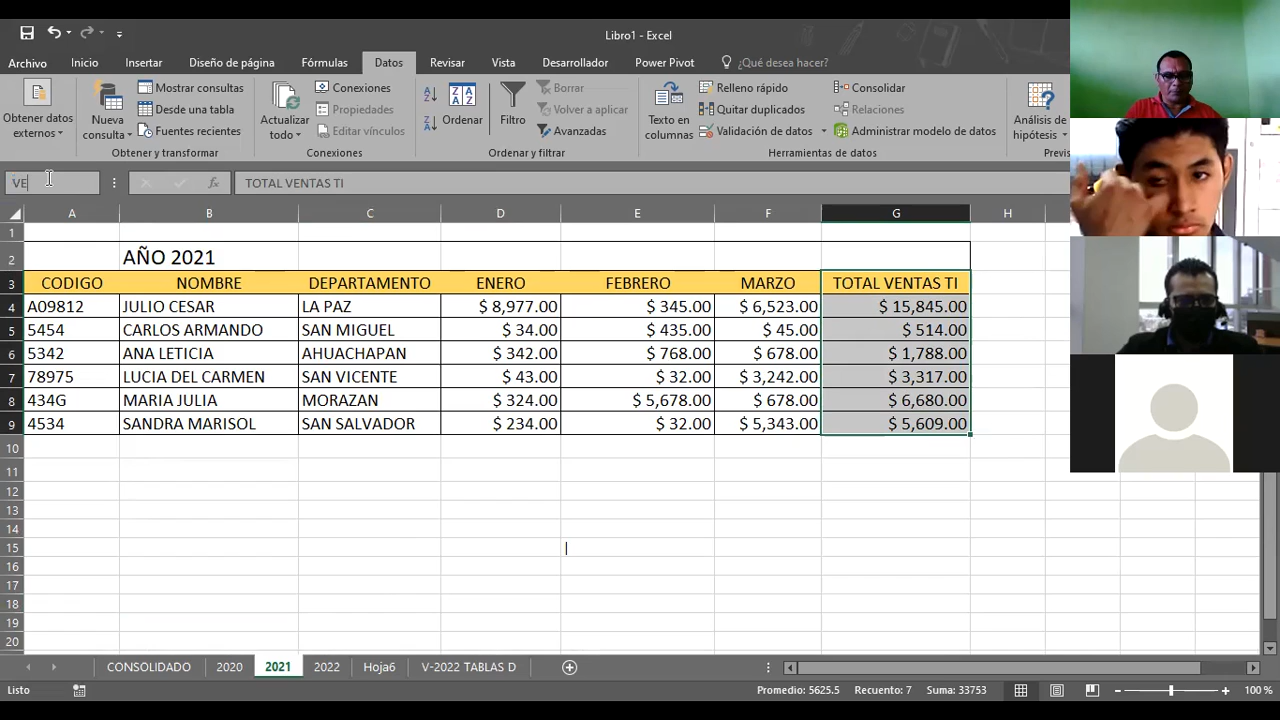 Libro1 - Excel
Archivo Inicio Insertar Diseño de página Fórmulas Datos Revisar Vista Desarrollador Power Pivot ¿Qué desea hacer?
Obtener datos externos
Nueva consulta
Mostrar consultas
Desde una tabla
Fuentes recientes
Obtener y transformar
Actualizar todo
Conexiones
Propiedades
Editar vínculos
Conexiones
Ordenar
Filtro
Borrar
Volver a aplicar
Avanzadas
Ordenar y filtrar
Texto en columnas
Relleno rápido
Quitar duplicados
Validación de datos
Consolidar
Relaciones
Administrar modelo de datos
Herramientas de datos
Análisis de hipótesis
Previs
VE fx TOTAL VENTAS TI
A B C D E F G H
1
2 AÑO 2021
3 CODIGO NOMBRE DEPARTAMENTO ENERO FEBRERO MARZO TOTAL VENTAS TI
4 A09812 JULIO CESAR LA PAZ $ 8,977.00 $ 345.00 $ 6,523.00 $ 15,845.00
5 5454 CARLOS ARMANDO SAN MIGUEL $ 34.00 $ 435.00 $ 45.00 $ 514.00
6 5342 ANA LETICIA AHUACHAPAN $ 342.00 $ 768.00 $ 678.00 $ 1,788.00
7 78975 LUCIA DEL CARMEN SAN VICENTE $ 43.00 $ 32.00 $ 3,242.00 $ 3,317.00
8 434G MARIA JULIA MORAZAN $ 324.00 $ 5,678.00 $ 678.00 $ 6,680.00
9 4534 SANDRA MARISOL SAN SALVADOR $ 234.00 $ 32.00 $ 5,343.00 $ 5,609.00
10
11
12
13
14
15
16
17
18
19
20
CONSOLIDADO 2020 2021 2022 Hoja6 V-2022 TABLAS D
Listo Promedio: 5625.5 Recuento: 7 Suma: 33753 100 %